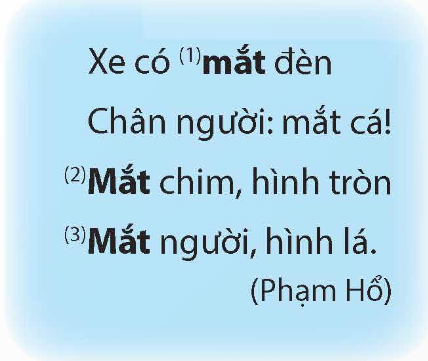 Xe có (1)mắt đèn
Chân người: mắt cá!
(2)Mắt chim, hình tròn
(3)Mắt người, hình lá.
(Phạm Hổ)